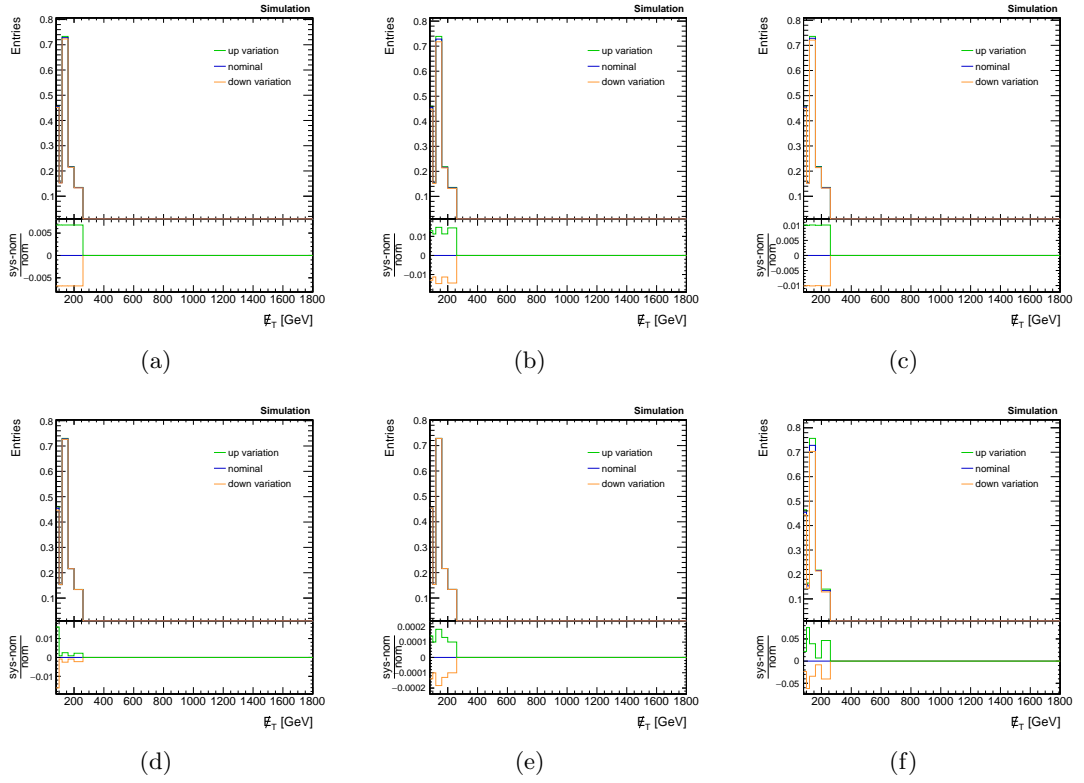 Simulation Simulation Simulation
Entries Entries Entries
0.8 0.8 0.8
0.7 0.7 0.7
0.6 0.6 0.6
0.5 0.5 0.5
0.4 0.4 0.4
0.3 0.3 0.3
0.2 0.2 0.2
0.1 0.1 0.1
up variation up variation up variation
nominal nominal nominal
down variation down variation down variation
sys-nom sys-nom sys-nom
nom nom nom
0.005 0.01 0.01
0.005
0 0 0
−0.005 −0.01 −0.005
−0.01
200 400 600 800 1000 1200 1400 1600 1800 200 400 600 800 1000 1200 1400 1600 1800 200 400 600 800 1000 1200 1400 1600 1800
E̸T [GeV] E̸T [GeV] E̸T [GeV]
(a) (b) (c)
Simulation Simulation Simulation
Entries Entries Entries
0.8 0.8 0.8
0.7 0.7 0.7
0.6 0.6 0.6
0.5 0.5 0.5
0.4 0.4 0.4
0.3 0.3 0.3
0.2 0.2 0.2
0.1 0.1 0.1
up variation up variation up variation
nominal nominal nominal
down variation down variation down variation
sys-nom sys-nom sys-nom
nom nom nom
0.01 0.0002 0.05
0.0001
0 0 0
−0.01 −0.0001 −0.05
−0.0002
200 400 600 800 1000 1200 1400 1600 1800 200 400 600 800 1000 1200 1400 1600 1800 200 400 600 800 1000 1200 1400 1600 1800
E̸T [GeV] E̸T [GeV] E̸T [GeV]
(d) (e) (f)